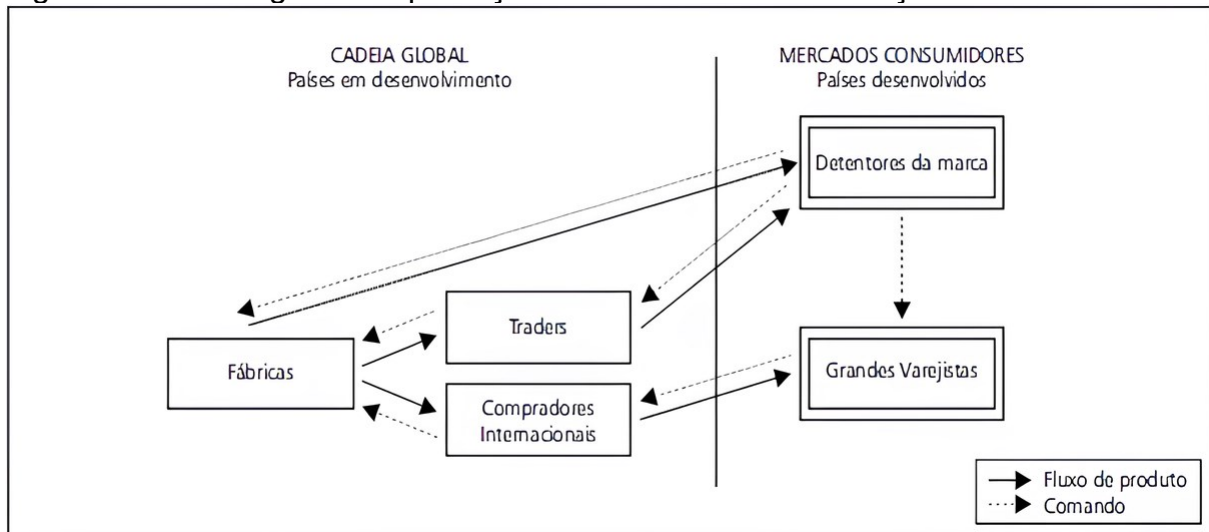 CADEIA GLOBAL
Países em desenvolvimento
MERCADOS CONSUMIDORES
Países desenvolvidos
Detentores da marca
Traders
Fábricas
Grandes Varejistas
Compradores
Internacionais
Fluxo de produto
Comando